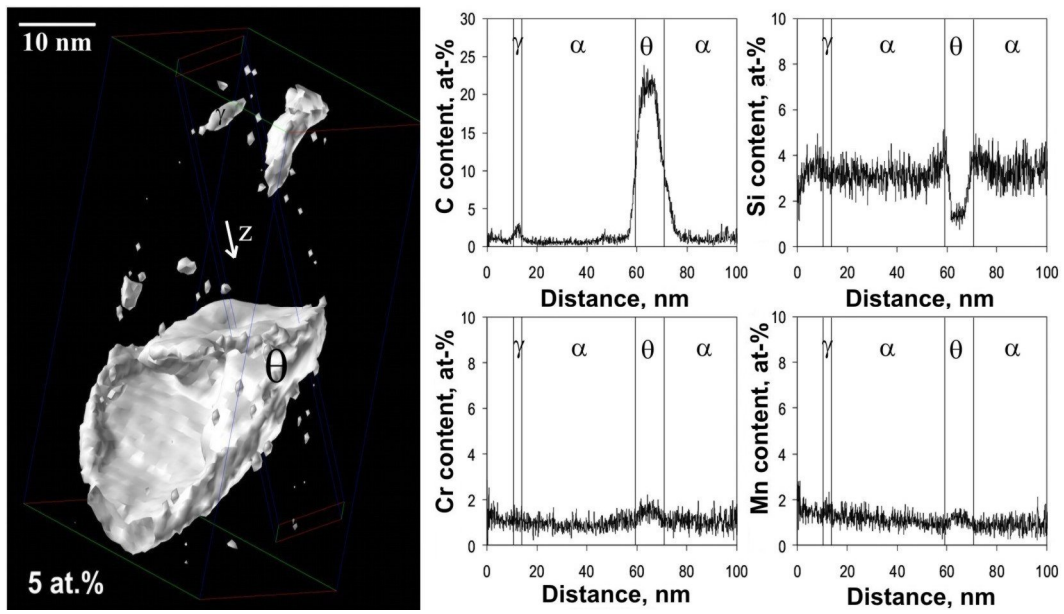 10 nm
γ
z
θ
5 at.%
C content, at-%
30
25
20
15
10
5
0
γ
α
θ
α
0 20 40 60 80 100
Distance, nm
Si content, at-%
10
8
6
4
2
0
γ
α
θ
α
0 20 40 60 80 100
Distance, nm
Cr content, at-%
10
8
6
4
2
0
γ
α
θ
α
0 20 40 60 80 100
Distance, nm
Mn content, at-%
10
8
6
4
2
0
γ
α
θ
α
0 20 40 60 80 100
Distance, nm